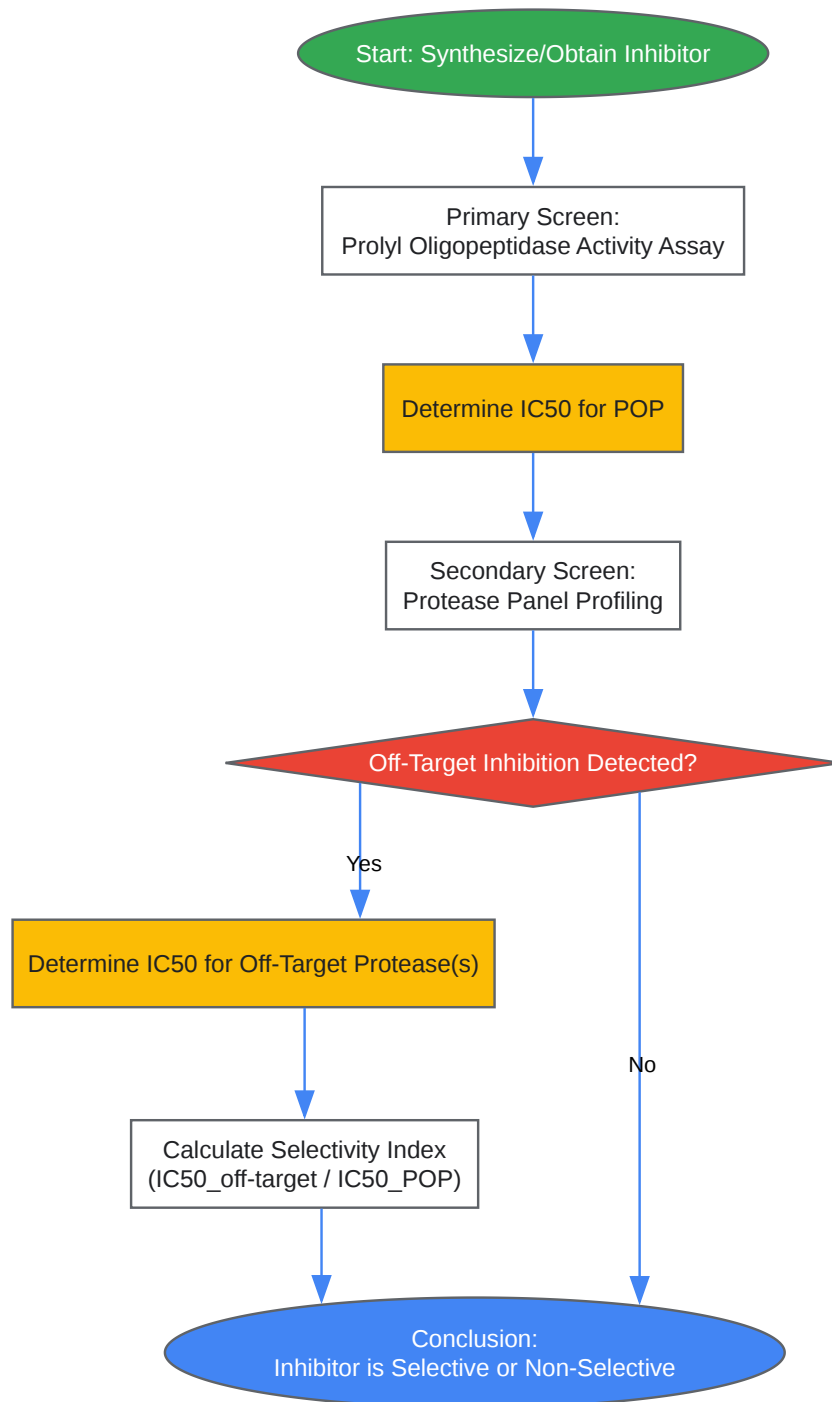 Start: Synthesize/Obtain Inhibitor
Primary Screen:
Prolyl Oligopeptidase Activity Assay
Determine IC50 for POP
Secondary Screen:
Protease Panel Profiling
Off-Target Inhibition Detected?
Yes
Determine IC50 for Off-Target Protease(s)
No
Calculate Selectivity Index
(IC50_off-target / IC50_POP)
Conclusion:
Inhibitor is Selective or Non-Selective